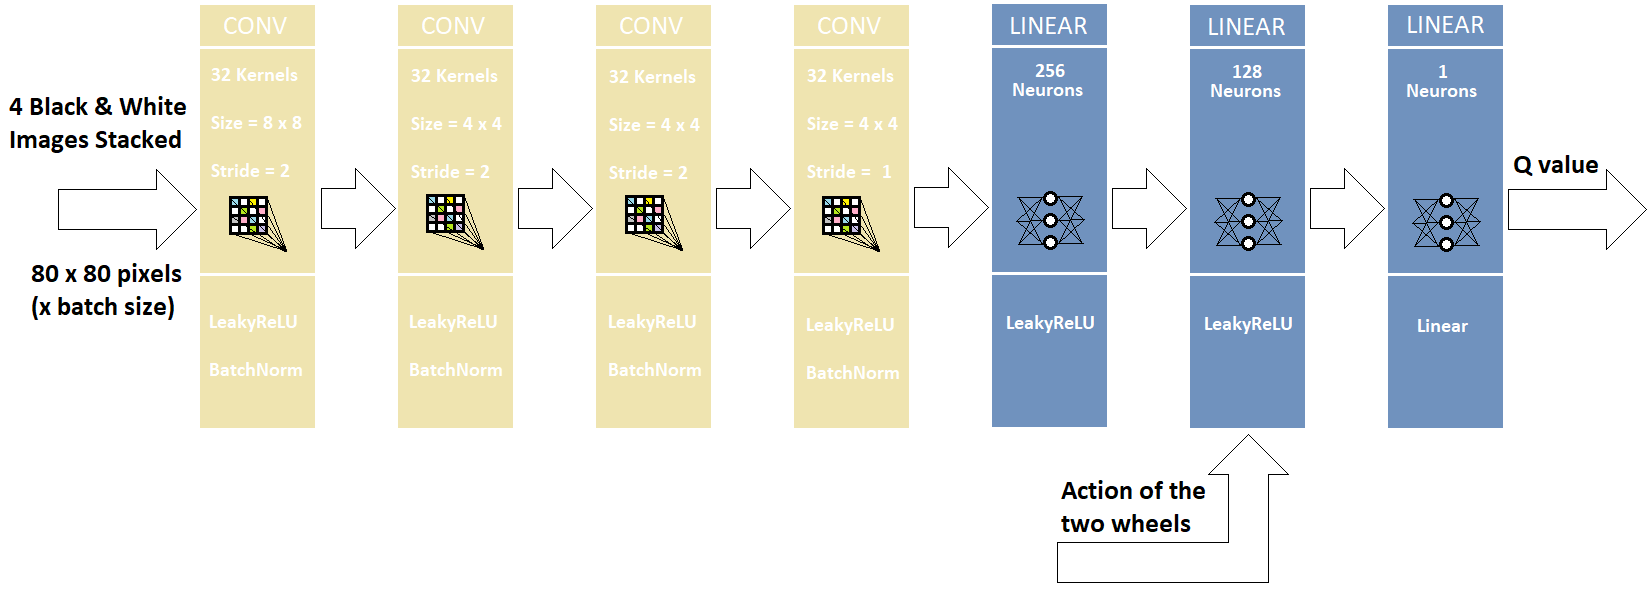 4 Black & White
Images Stacked
80 x 80 pixels
(x batch size)
CONV
32 Kernels
Size = 8 x 8
Stride = 2
LeakyReLU
BatchNorm
CONV
32 Kernels
Size = 4 x 4
Stride = 2
LeakyReLU
BatchNorm
CONV
32 Kernels
Size = 4 x 4
Stride = 2
LeakyReLU
BatchNorm
CONV
32 Kernels
Size = 4 x 4
Stride = 1
LeakyReLU
BatchNorm
LINEAR
256
Neurons
LeakyReLU
LINEAR
128
Neurons
LeakyReLU
Action of the
two wheels
LINEAR
1
Neurons
Linear
Q value